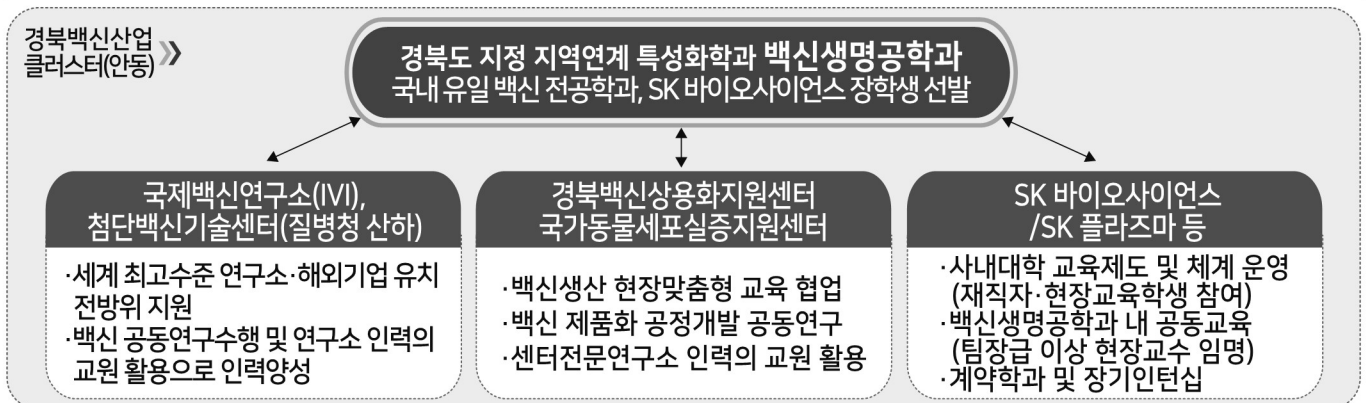 경북백신산업
클러스터(안동)
경북도 지정 지역연계 특성화학과 백신생명공학과
국내 유일 백신 전공학과, SK 바이오사이언스 장학생 선발
국제백신연구소(IVI),
첨단백신기술센터(질병청 산하)
·세계 최고수준 연구소·해외기업 유치
전방위 지원
·백신 공동연구수행 및 연구소 인력의
교원 활용으로 인력양성
경북백신상용화지원센터
국가동물세포실증지원센터
·백신생산 현장맞춤형 교육 협업
·백신 제품화 공정개발 공동연구
·센터전문연구소 인력의 교원 활용
SK 바이오사이언스
/SK 플라즈마 등
·사내대학 교육제도 및 체계 운영
(재직자·현장교육학생 참여)
·백신생명공학과 내 공동교육
(팀장급 이상 현장교수 임명)
·계약학과 및 장기인턴십